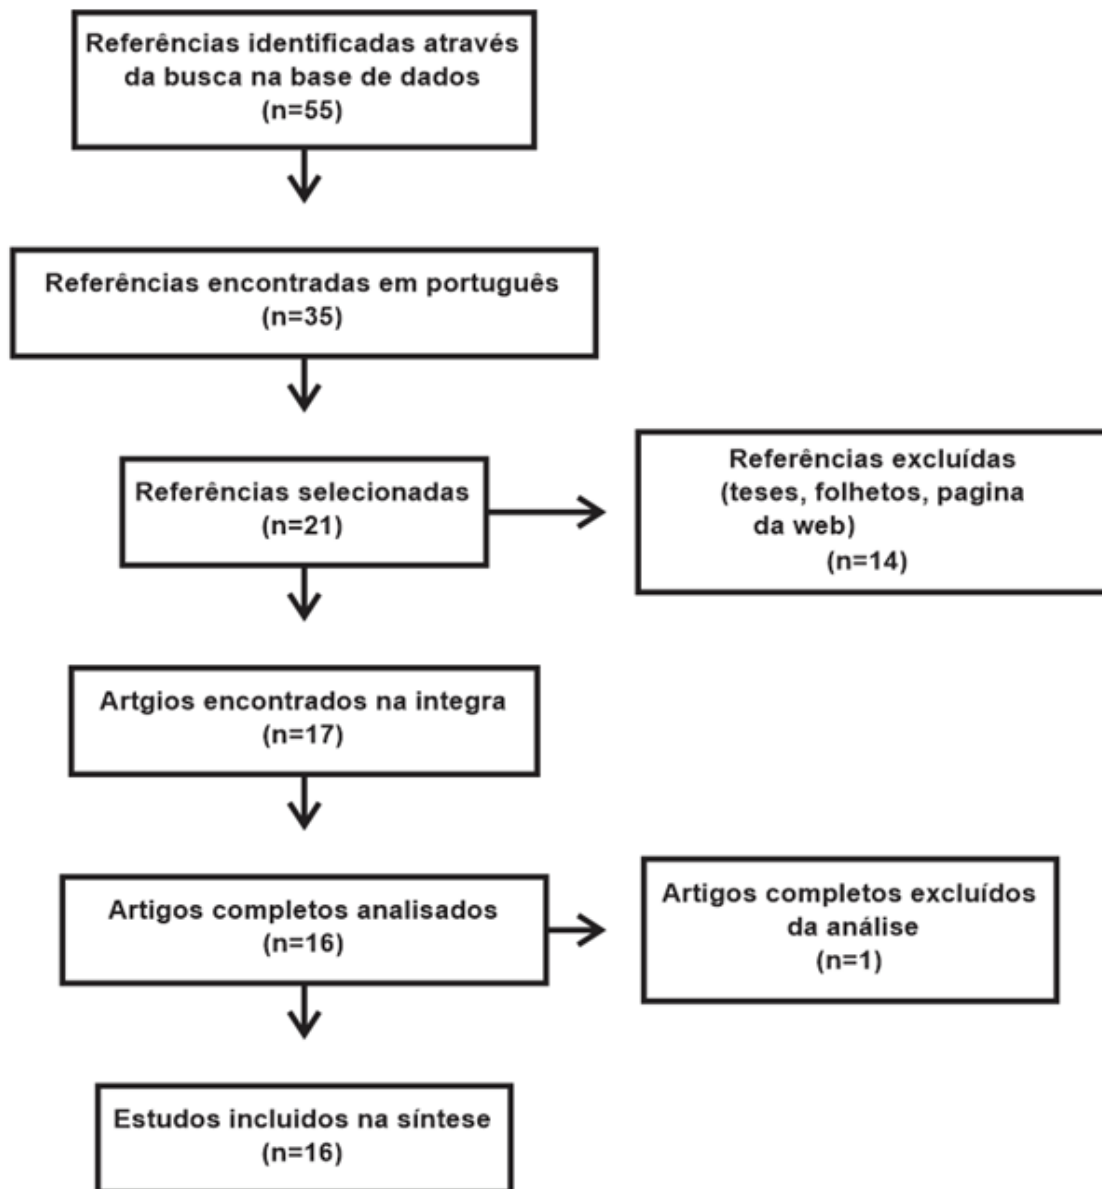 Referências identificadas através
da busca na base de dados
(n=55)
Referências encontradas em português
(n=35)
Referências selecionadas
(n=21)
Referências excluídas
(teses, folhetos, pagina
da web)
(n=14)
Artgios encontrados na integra
(n=17)
Artigos completos analisados
(n=16)
Artigos completos excluídos
da análise
(n=1)
Estudos incluidos na síntese
(n=16)